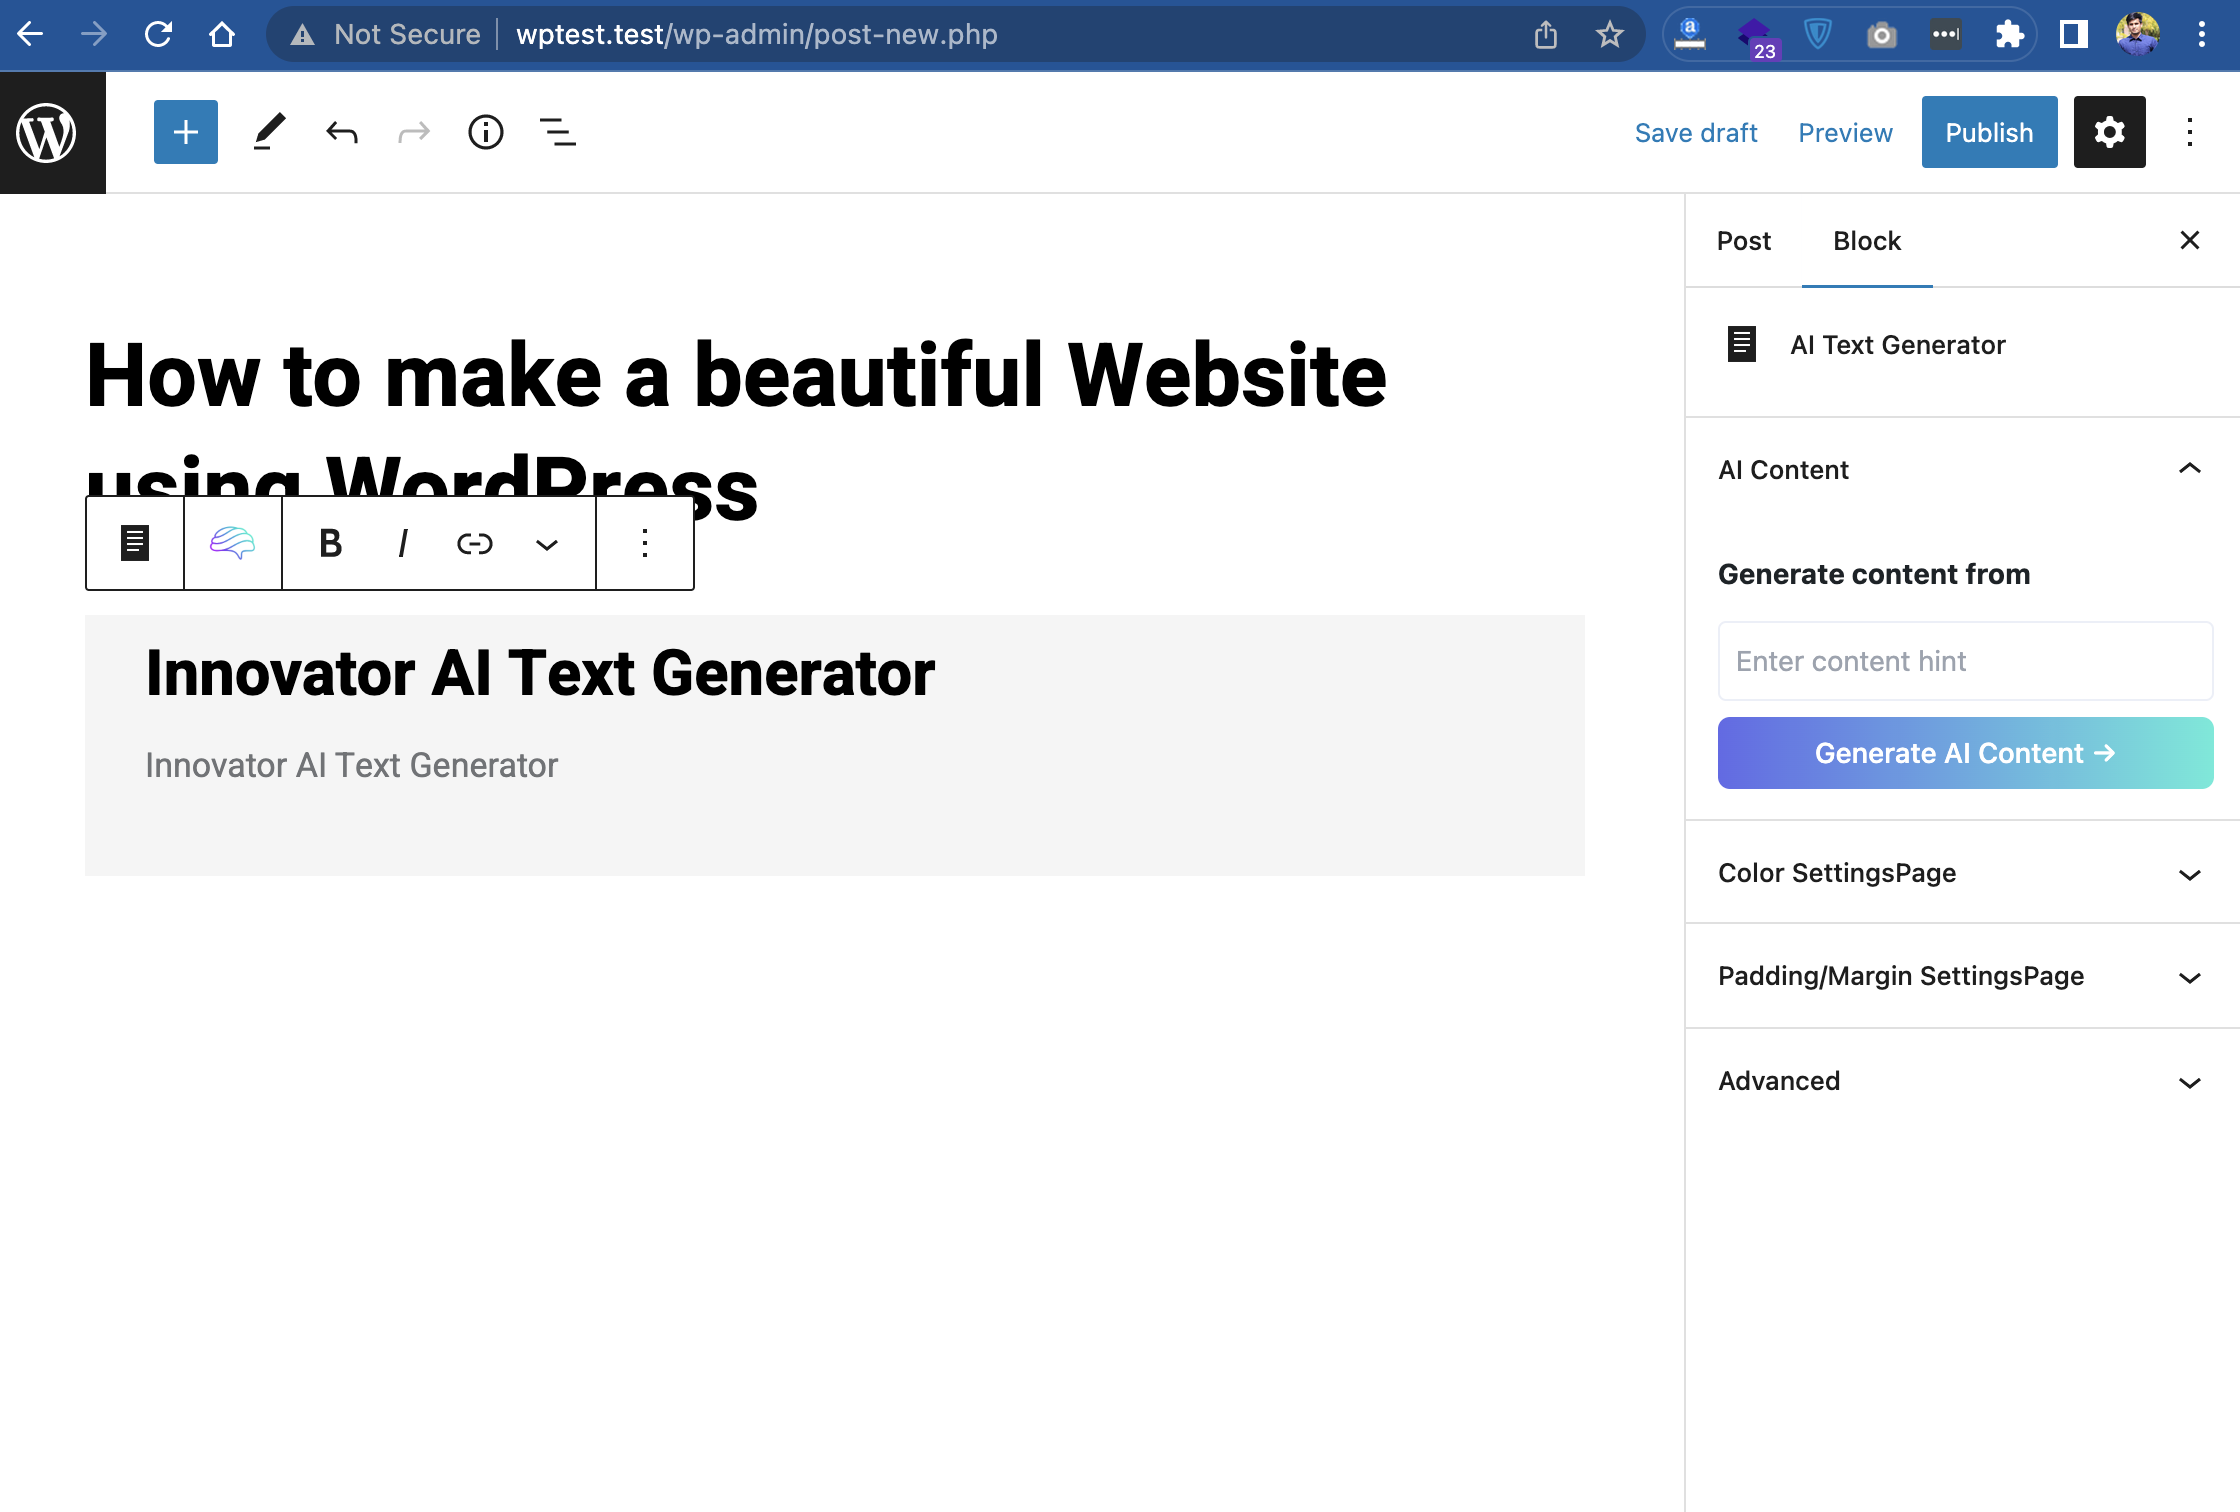 Not Secure
wptest.test/wp-admin/post-new.php
a
23
W
Save draft
Preview
Publish
How to make a beautiful Website
using WordPress
B I
Innovator AI Text Generator
Innovator AI Text Generator
Post
Block
AI Text Generator
AI Content
Generate content from
Enter content hint
Generate AI Content →
Color SettingsPage
Padding/Margin SettingsPage
Advanced